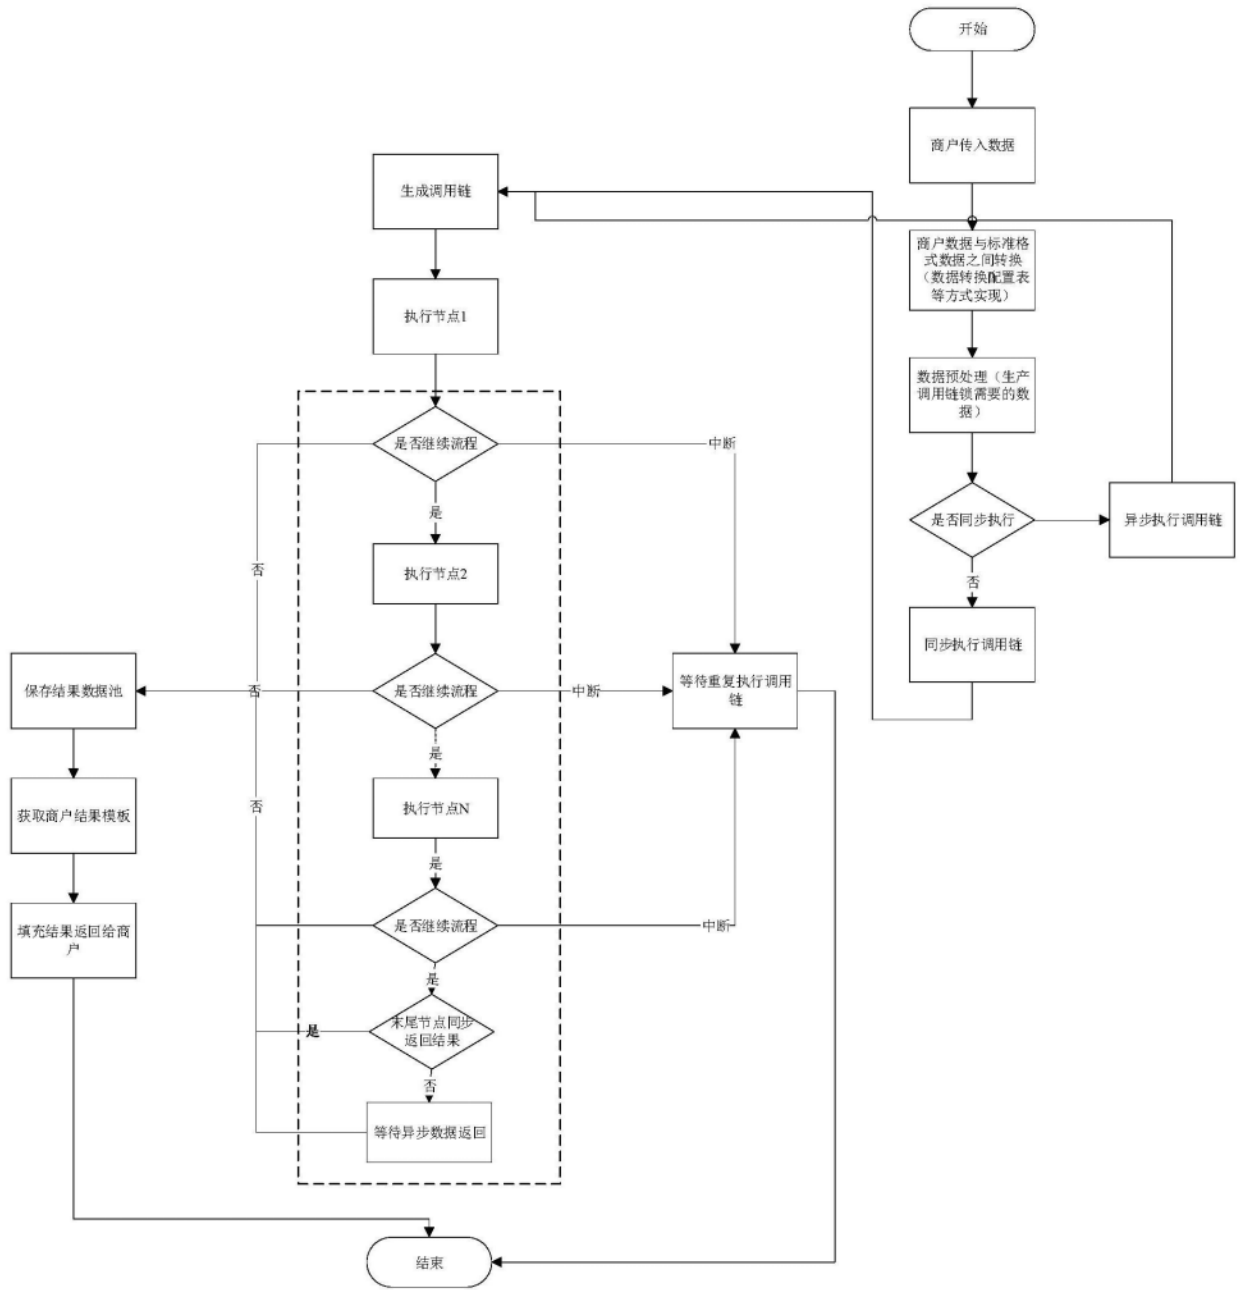 开始
商户传入数据
商户数据与标准格
式数据之间转换
（数据转换配置表
等方式实现）
数据预处理（生产
调用链锁需要的数
据）
是否同步执行
异步执行调用链
否
同步执行调用链
生成调用链
执行节点1
是否继续流程
中断
是
否
执行节点2
是否继续流程
否
中断
是
等待重复执行调用
链
保存结果数据池
获取商户结果模板
填充结果返回给商
户
执行节点N
否
是
是否继续流程
中断
是
末尾节点同步
返回结果
是
否
等待异步数据返回
结束